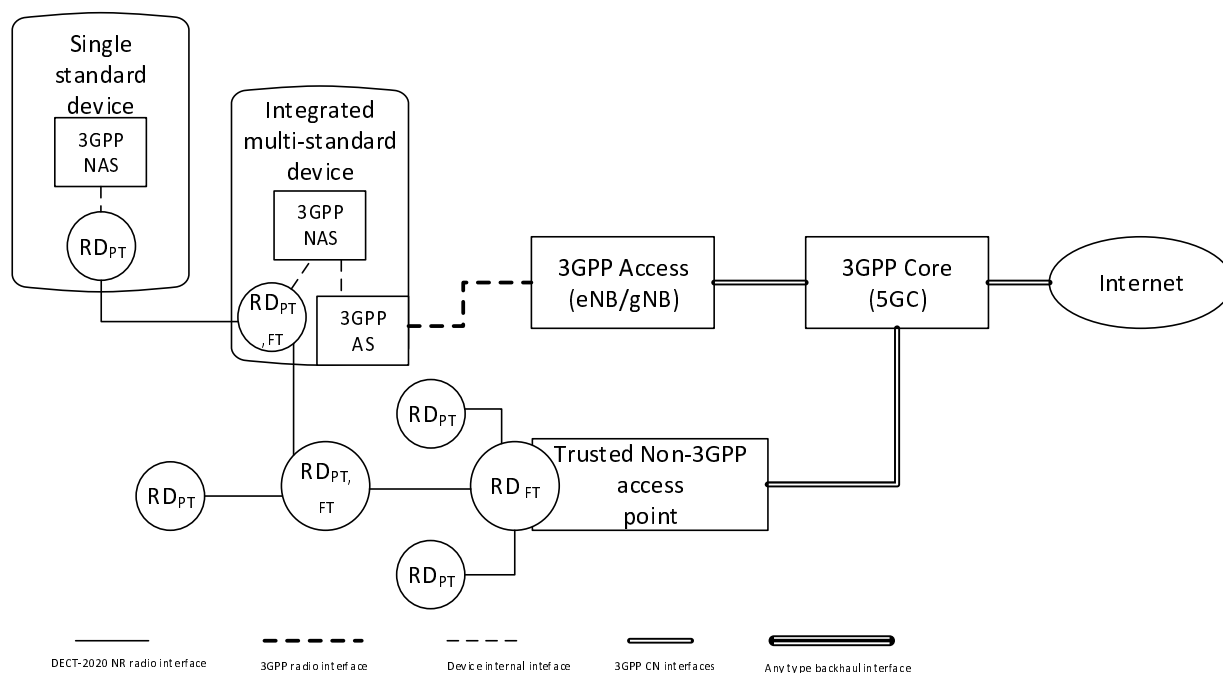 Single
standard
device
3GPP
NAS
RDPT
Integrated
multi-standard
device
3GPP
NAS
RDPT
, FT
3GPP
AS
3GPP Access
(eNB/gNB)
3GPP Core
(5GC)
Internet
RDPT
RDPT
RDPT,
FT
RDFT
Trusted Non-3GPP
access
point
RDPT
DECT-2020 NR radio interface
3GPP radio interface
Device internal inteface
3GPP CN interfaces
Any type backhaul interface